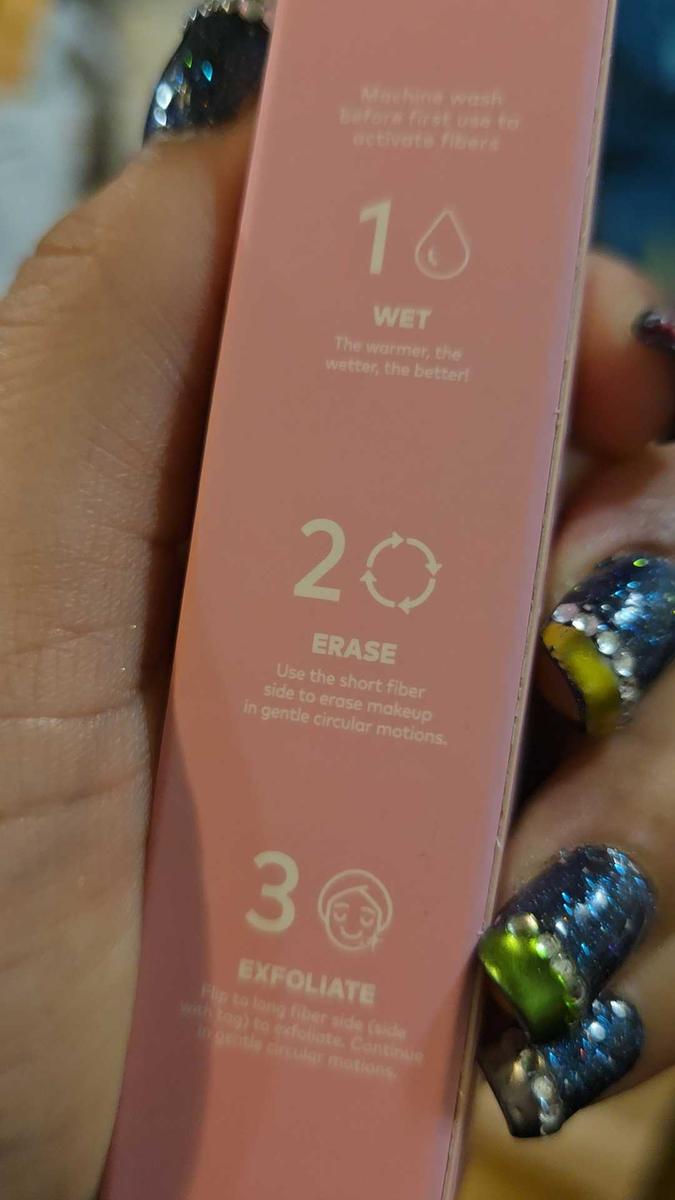 Machine wash
before first use to
activate fibers
1
WET
The warmer, the
wetter, the better!
2
ERASE
Use the short fiber
side to erase makeup
in gentle circular motions.
3
EXFOLIATE
Flip to long fiber side (side
with tag) to exfoliate. Continue
in gentle circular motions.